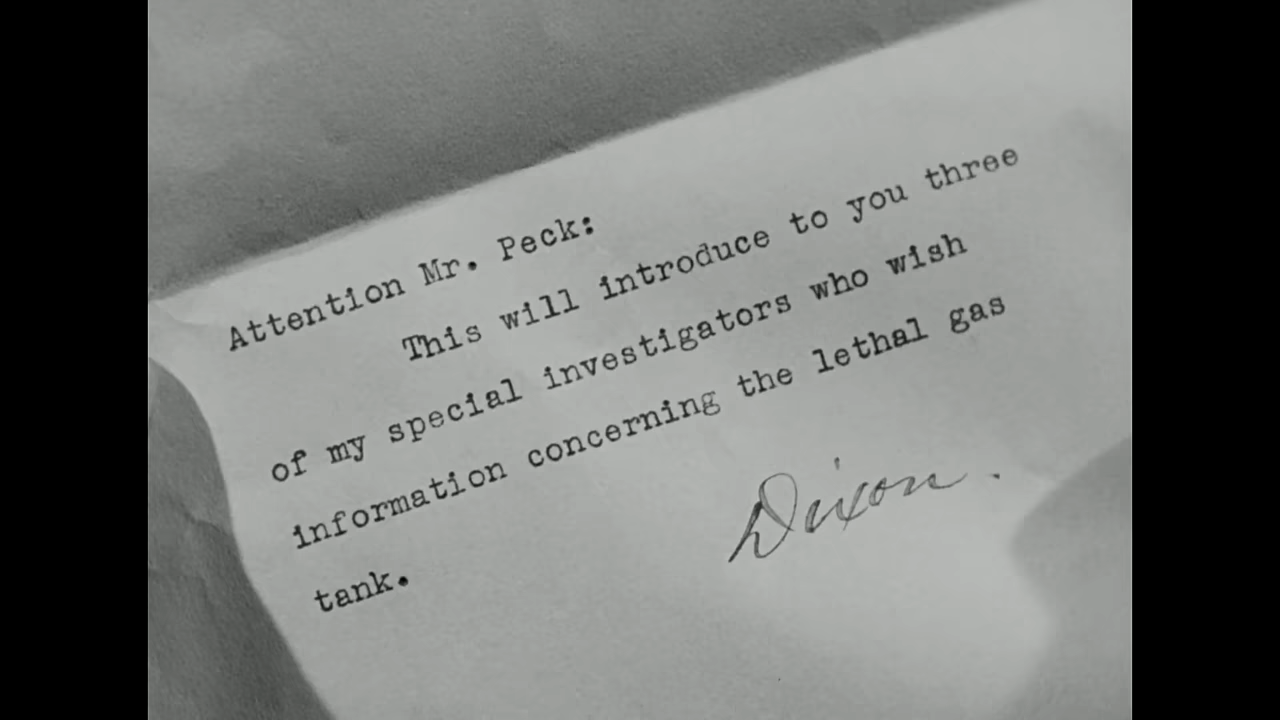 Attention Mr. Peck:
This will introduce to you three
of my special investigators who wish
information concerning the lethal gas
tank.
Dixon.